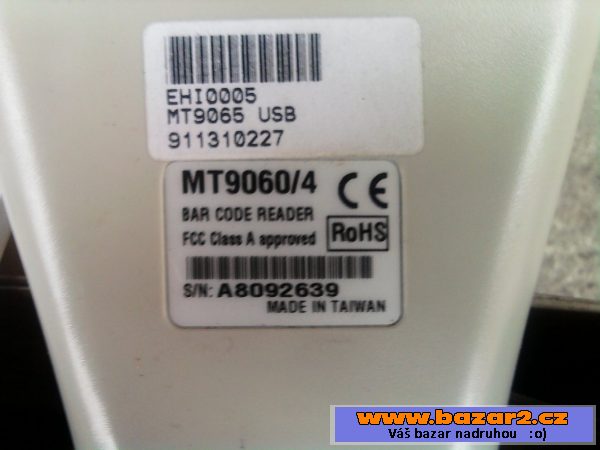 EHI0005
MT9065 USB
911310227
MT9060/4 CE
BAR CODE READER
FCC Class A approved RoHS
S/N: A8092639
MADE IN TAIWAN
www.bazar2.cz
Váš bazar nadruhou :o)